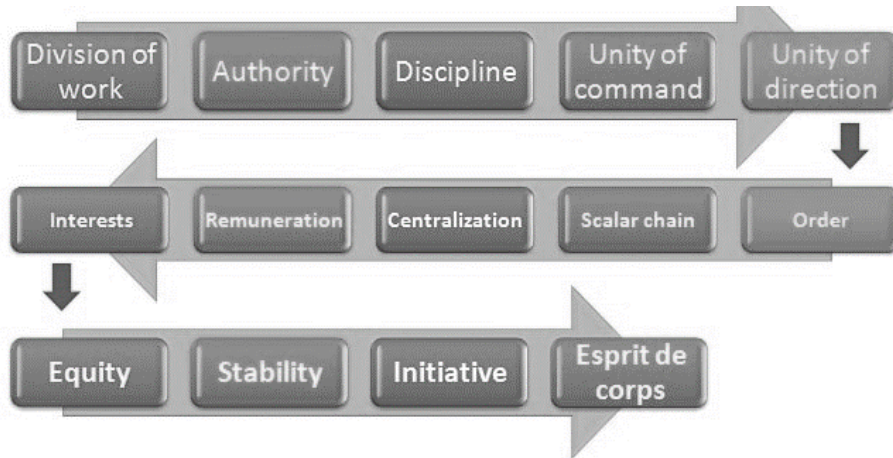 Division of
work
Authority
Discipline
Unity of
command
Unity of
direction
Interests
Remuneration
Centralization
Scalar chain
Order
Equity
Stability
Initiative
Esprit de
corps